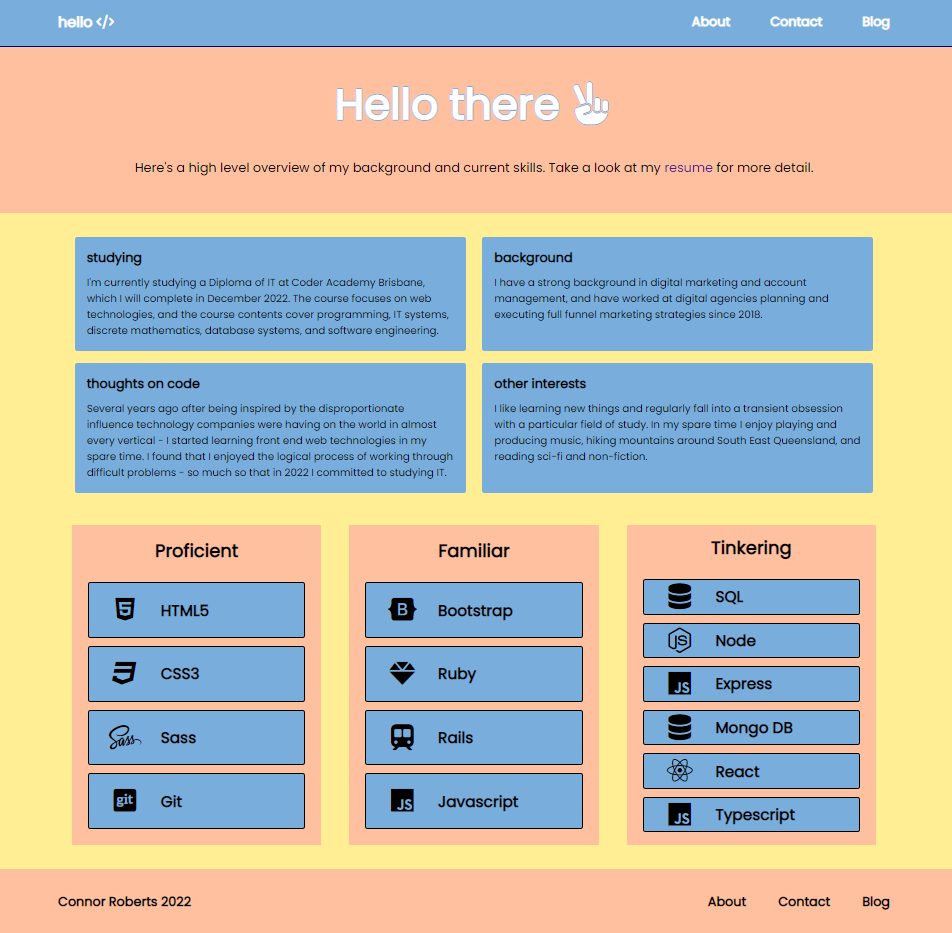 hello </>
About Contact Blog
Hello there
Here's a high level overview of my background and current skills. Take a look at my resume for more detail.
studying
I'm currently studying a Diploma of IT at Coder Academy Brisbane,
which I will complete in December 2022. The course focuses on web
technologies, and the course contents cover programming, IT systems,
discrete mathematics, database systems, and software engineering.
background
I have a strong background in digital marketing and account
management, and have worked at digital agencies planning and
executing full funnel marketing strategies since 2018.
thoughts on code
Several years ago after being inspired by the disproportionate
influence technology companies were having on the world in almost
every vertical - I started learning front end web technologies in my
spare time. I found that I enjoyed the logical process of working through
difficult problems - so much so that in 2022 I committed to studying IT.
other interests
I like learning new things and regularly fall into a transient obsession
with a particular field of study. In my spare time I enjoy playing and
producing music, hiking mountains around South East Queensland, and
reading sci-fi and non-fiction.
Proficient
5 HTML5
3 CSS3
Sass Sass
git Git
Familiar
B Bootstrap
Ruby
Rails
JS Javascript
Tinkering
SQL
JS Node
JS Express
Mongo DB
React
JS Typescript
Connor Roberts 2022
About Contact Blog